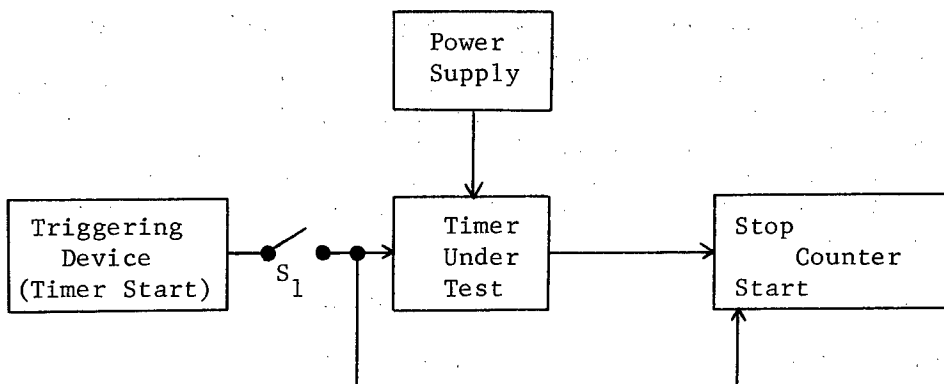 Power
Supply
Triggering
Device
(Timer Start)
S1
Timer
Under
Test
Stop
Counter
Start